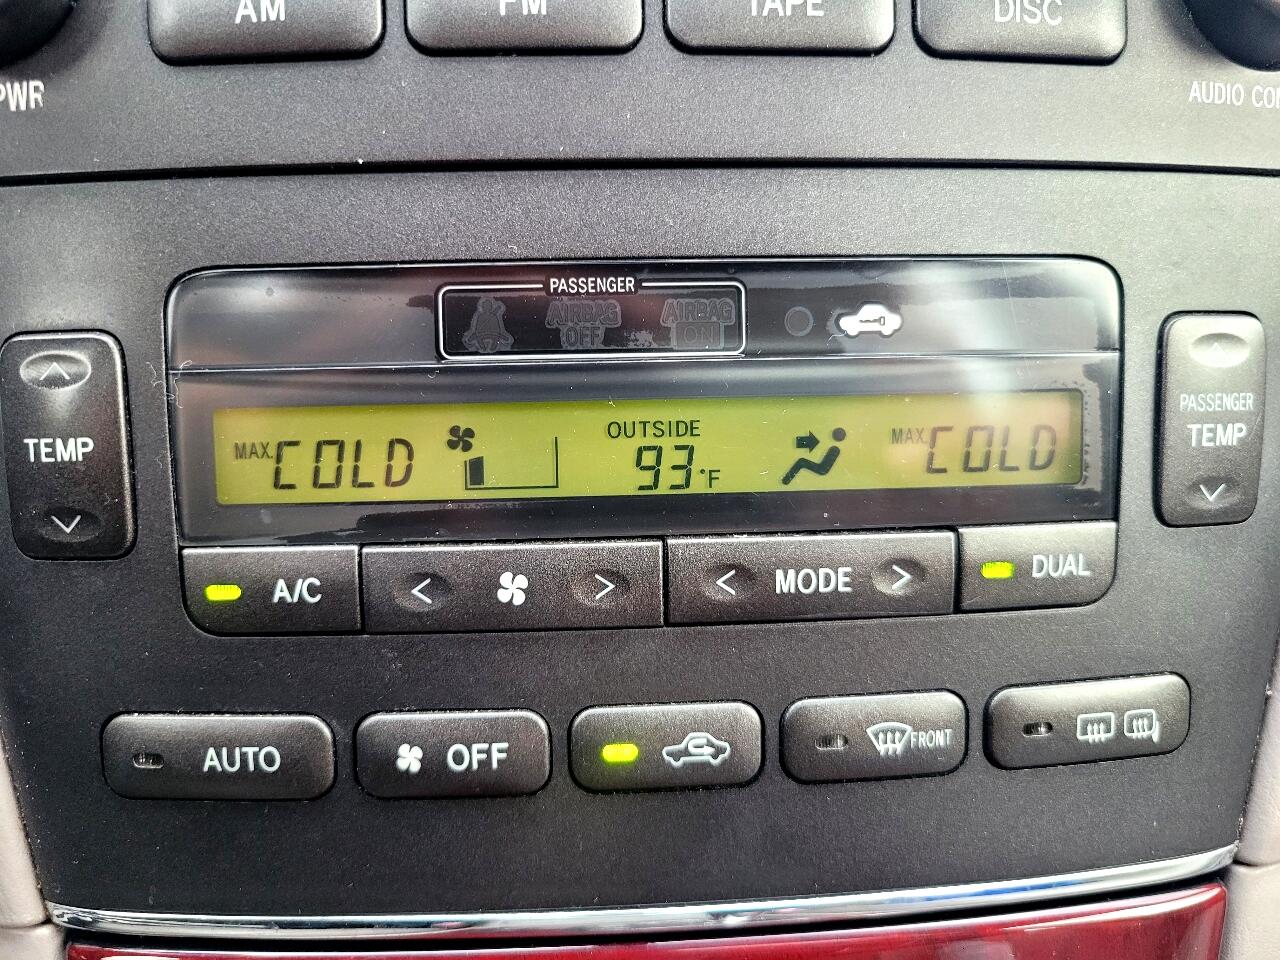 AM FM TAPE DISC
PWR AUDIO CON
PASSENGER
AIRBAG OFF AIRBAG ON
TEMP
MAX. COLD OUTSIDE 93°F MAX. COLD
PASSENGER TEMP
A/C MODE DUAL
AUTO OFF FRONT